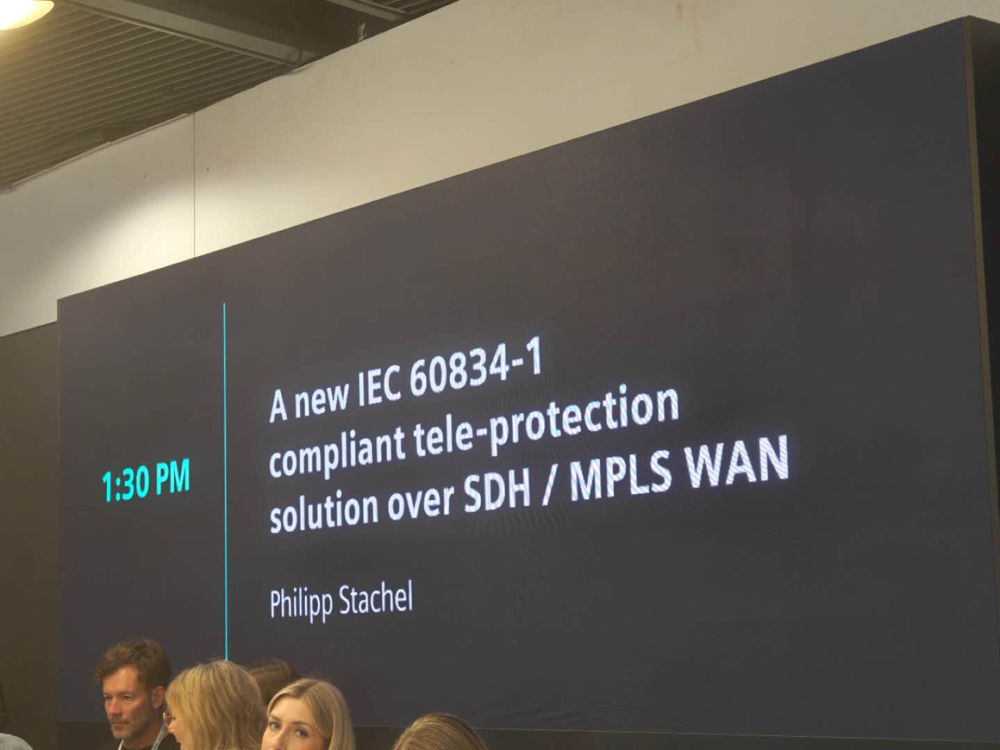 1:30 PM
A new IEC 60834-1
compliant tele-protection
solution over SDH / MPLS WAN
Philipp Stachel